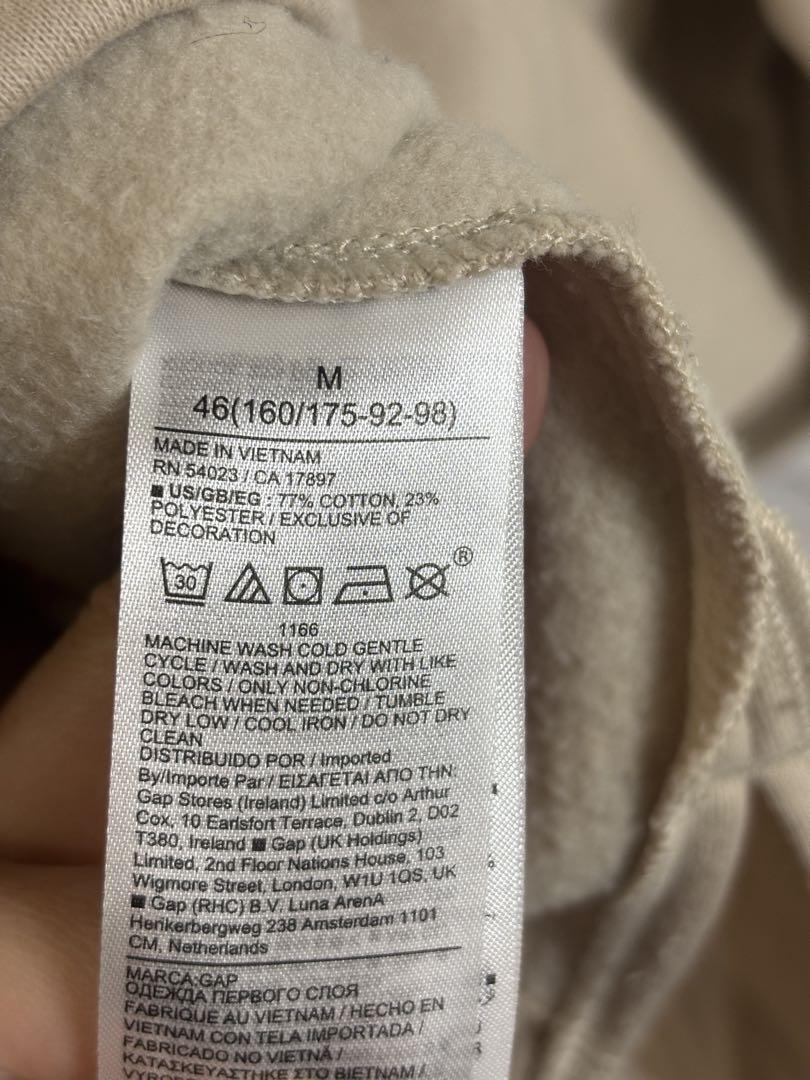 M
46(160/175-92-98)
MADE IN VIETNAM
RN 54023 / CA 17897
■ US/GB/EG : 77% COTTON, 23%
POLYESTER / EXCLUSIVE OF
DECORATION
30
®
1166
MACHINE WASH COLD GENTLE
CYCLE / WASH AND DRY WITH LIKE
COLORS / ONLY NON-CHLORINE
BLEACH WHEN NEEDED / TUMBLE
DRY LOW / COOL IRON / DO NOT DRY
CLEAN
DISTRIBUIDO POR / Imported
By/Importe Par / ΕΙΣΑΓΕΤΑΙ ΑΠΟ ΤΗΝ:
Gap Stores (Ireland) Limited c/o Arthur
Cox, 10 Earlsfort Terrace, Dublin 2, D02
T380, Ireland ■ Gap (UK Holdings)
Limited, 2nd Floor Nations House, 103
Wigmore Street, London, W1U 1QS, UK
■ Gap (RHC) B.V. Luna ArenA
Herikerbergweg 238 Amsterdam 1101
CM, Netherlands
MARCA:GAP
ОДЕЖДА ПЕРВОГО СЛОЯ
FABRIQUE AU VIETNAM / HECHO EN
VIETNAM CON TELA IMPORTADA /
FABRICADO NO VIETNÃ /
ΚΑΤΑΣΚΕΥΑΣΤΗΚΕ ΣΤΟ ΒΙΕΤΝΑΜ /